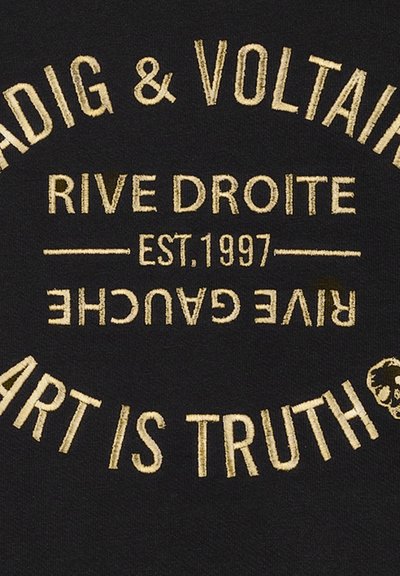 ADIG & VOLTAIR
RIVE DROITE
EST. 1997
RIVE GAUCHE
ART IS TRUTH